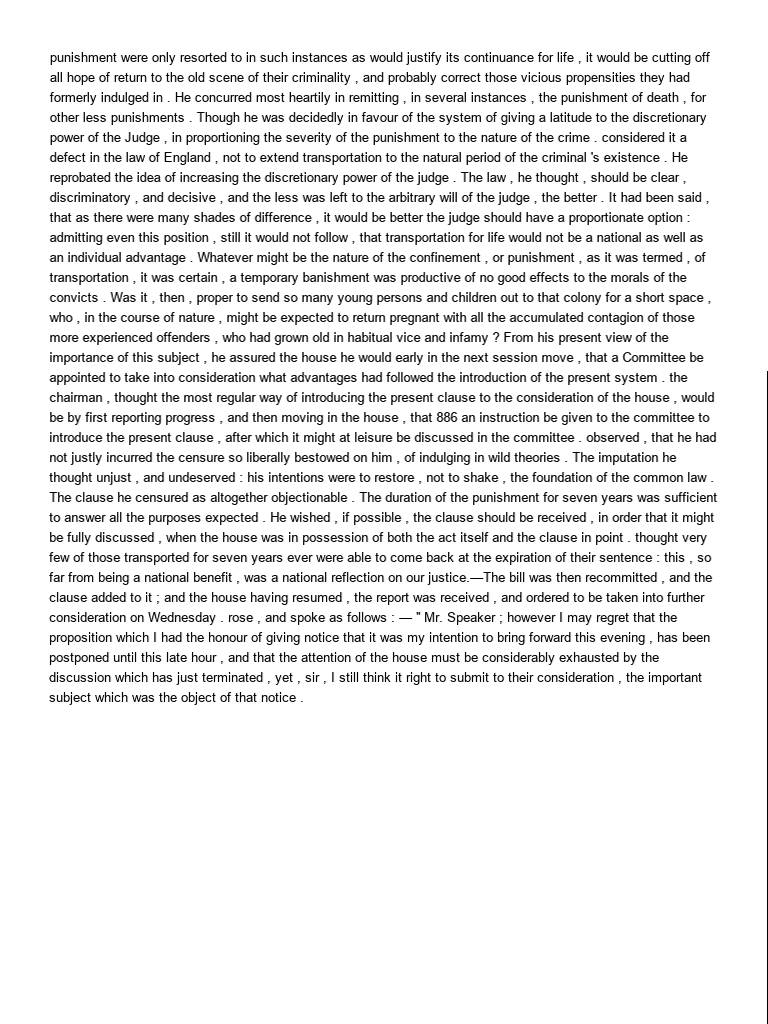 punishment were only resorted to in such instances as would justify its continuance for life , it would be cutting off
all hope of return to the old scene of their criminality , and probably correct those vicious propensities they had
formerly indulged in . He concurred most heartily in remitting , in several instances , the punishment of death , for
other less punishments . Though he was decidedly in favour of the system of giving a latitude to the discretionary
power of the Judge , in proportioning the severity of the punishment to the nature of the crime . considered it a
defect in the law of England , not to extend transportation to the natural period of the criminal 's existence . He
reprobated the idea of increasing the discretionary power of the judge . The law , he thought , should be clear ,
discriminatory , and decisive , and the less was left to the arbitrary will of the judge , the better . It had been said ,
that as there were many shades of difference , it would be better the judge should have a proportionate option :
admitting even this position , still it would not follow , that transportation for life would not be a national as well as
an individual advantage . Whatever might be the nature of the confinement , or punishment , as it was termed , of
transportation , it was certain , a temporary banishment was productive of no good effects to the morals of the
convicts . Was it , then , proper to send so many young persons and children out to that colony for a short space ,
who , in the course of nature , might be expected to return pregnant with all the accumulated contagion of those
more experienced offenders , who had grown old in habitual vice and infamy ? From his present view of the
importance of this subject , he assured the house he would early in the next session move , that a Committee be
appointed to take into consideration what advantages had followed the introduction of the present system . the
chairman , thought the most regular way of introducing the present clause to the consideration of the house , would
be by first reporting progress , and then moving in the house , that 886 an instruction be given to the committee to
introduce the present clause , after which it might at leisure be discussed in the committee . observed , that he had
not justly incurred the censure so liberally bestowed on him , of indulging in wild theories . The imputation he
thought unjust , and undeserved : his intentions were to restore , not to shake , the foundation of the common law .
The clause he censured as altogether objectionable . The duration of the punishment for seven years was sufficient
to answer all the purposes expected . He wished , if possible , the clause should be received , in order that it might
be fully discussed , when the house was in possession of both the act itself and the clause in point . thought very
few of those transported for seven years ever were able to come back at the expiration of their sentence : this , so
far from being a national benefit , was a national reflection on our justice.—The bill was then recommitted , and the
clause added to it ; and the house having resumed , the report was received , and ordered to be taken into further
consideration on Wednesday . rose , and spoke as follows : — " Mr. Speaker ; however I may regret that the
proposition which I had the honour of giving notice that it was my intention to bring forward this evening , has been
postponed until this late hour , and that the attention of the house must be considerably exhausted by the
discussion which has just terminated , yet , sir , I still think it right to submit to their consideration , the important
subject which was the object of that notice .